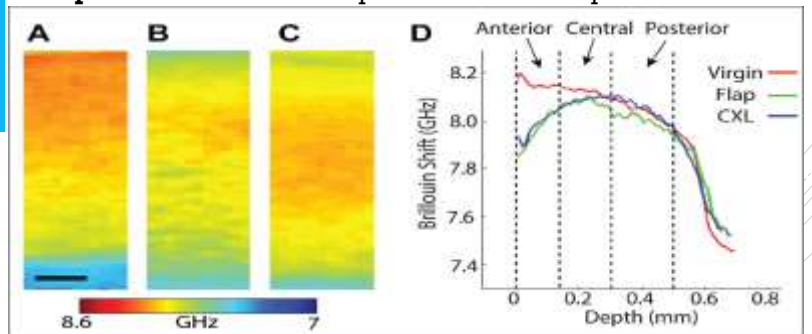 A
B
C
D
Anterior Central Posterior
Virgin
Flap
CXL
Brillouin Shift (GHz)
8.2
8.0
7.8
7.6
7.4
0 0.2 0.4 0.6 0.8
Depth (mm)
8.6 GHz 7